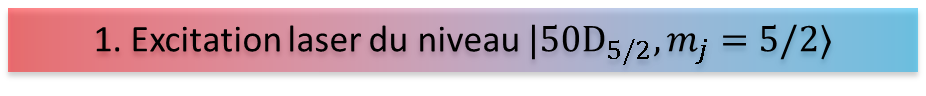 1. Excitation laser du niveau |50D₅/₂, mⱼ = 5/2⟩